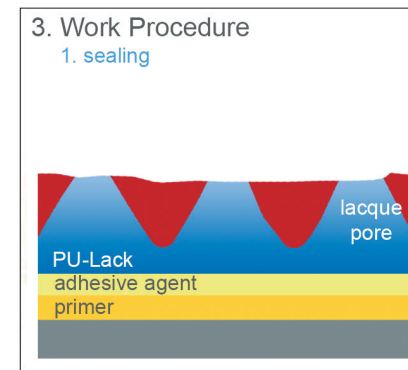 3. Work Procedure
1. sealing
lacque
pore
PU-Lack
adhesive agent
primer